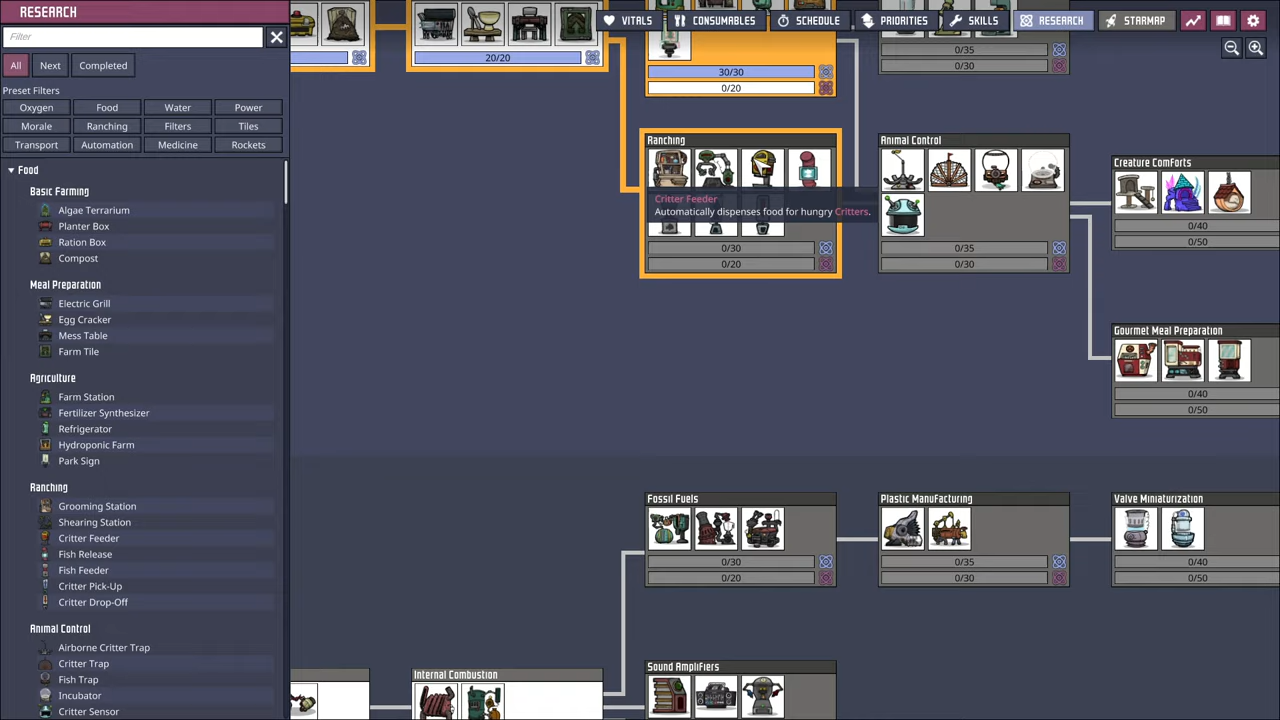 RESEARCH
VITALS
CONSUMABLES
SCHEDULE
PRIORITIES
SKILLS
RESEARCH
STARMAP
Filter
All
Next
Completed
Preset Filters
Oxygen
Food
Water
Power
Morale
Ranching
Filters
Tiles
Transport
Automation
Medicine
Rockets
Food
Basic Farming
Algae Terrarium
Planter Box
Ration Box
Compost
Meal Preparation
Electric Grill
Egg Cracker
Mess Table
Farm Tile
Agriculture
Farm Station
Fertilizer Synthesizer
Refrigerator
Hydroponic Farm
Park Sign
Ranching
Grooming Station
Shearing Station
Critter Feeder
Fish Release
Fish Feeder
Critter Pick-Up
Critter Drop-Off
Animal Control
Airborne Critter Trap
Critter Trap
Fish Trap
Incubator
Critter Sensor
20/20
30/30
0/20
0/35
0/30
Ranching
Critter Feeder
Automatically dispenses food for hungry Critters.
0/30
0/20
Animal Control
0/35
0/30
Creature Comforts
0/40
0/50
Gourmet Meal Preparation
0/40
0/50
Fossil Fuels
0/30
0/20
Plastic Manufacturing
0/35
0/30
Valve Miniaturization
0/40
0/50
Internal Combustion
Sound Amplifiers